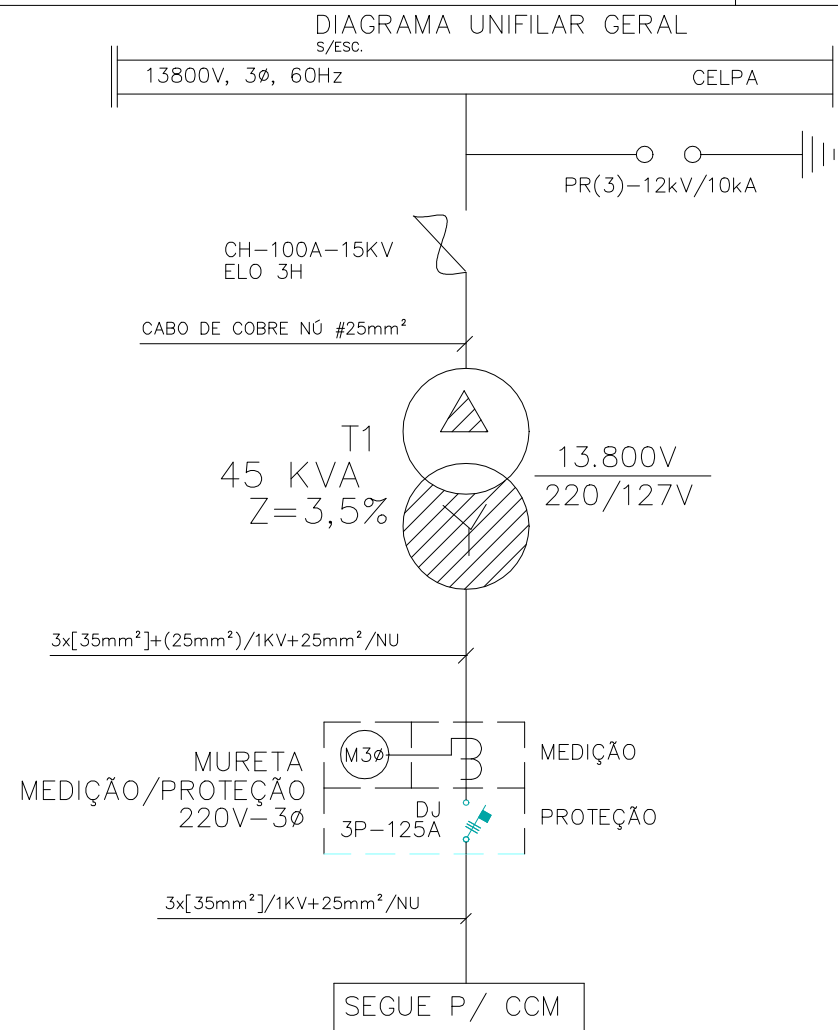 DIAGRAMA UNIFILAR GERAL
S/ESC.
13800V, 3ø, 60Hz
CELPA
PR(3)-12kV/10kA
CH-100A-15KV
ELO 3H
CABO DE COBRE NÚ #25mm²
T1
45 KVA
Z=3,5%
13.800V
220/127V
3x[35mm²]+(25mm²)/1KV+25mm²/NU
M3ø
MURETA
MEDIÇÃO/PROTEÇÃO
220V-3ø
MEDIÇÃO
DJ
3P-125A
PROTEÇÃO
3x[35mm²]/1KV+25mm²/NU
SEGUE P/ CCM